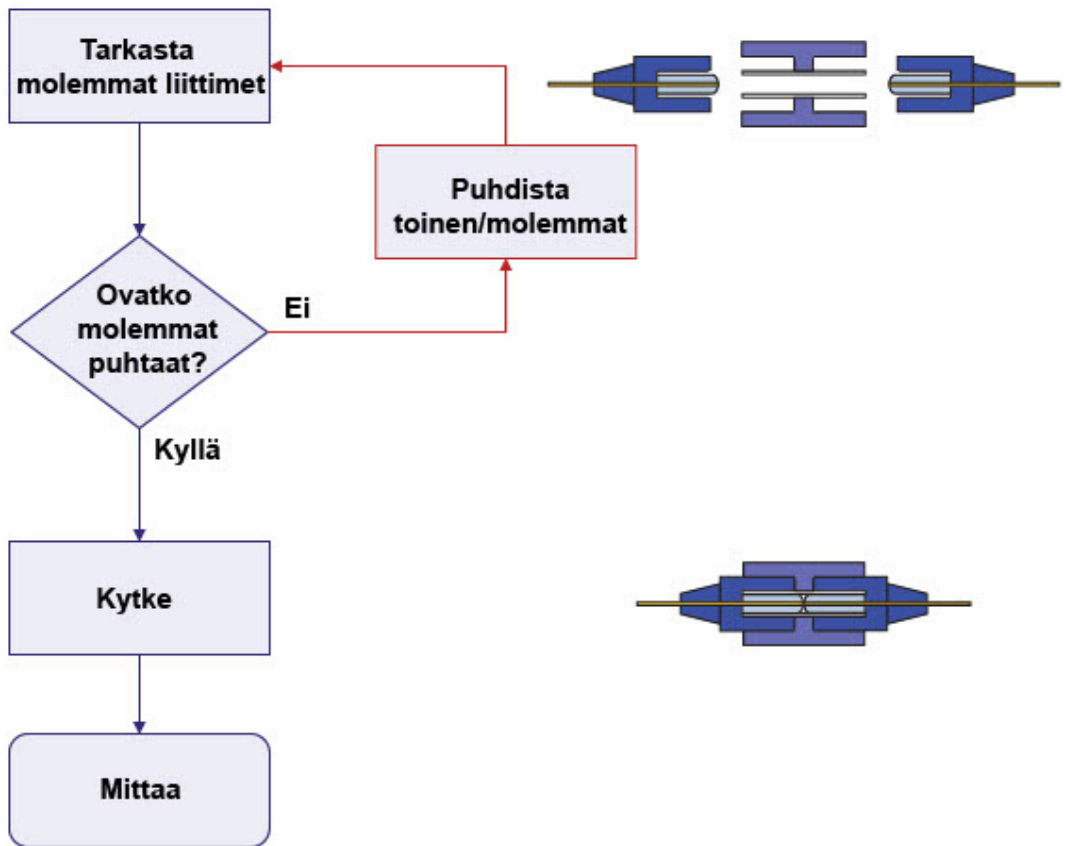 Tarkasta
molemmat liittimet
Puhdista
toinen/molemmat
Ovatko
molemmat
puhtaat?
Ei
Kyllä
Kytke
Mittaa